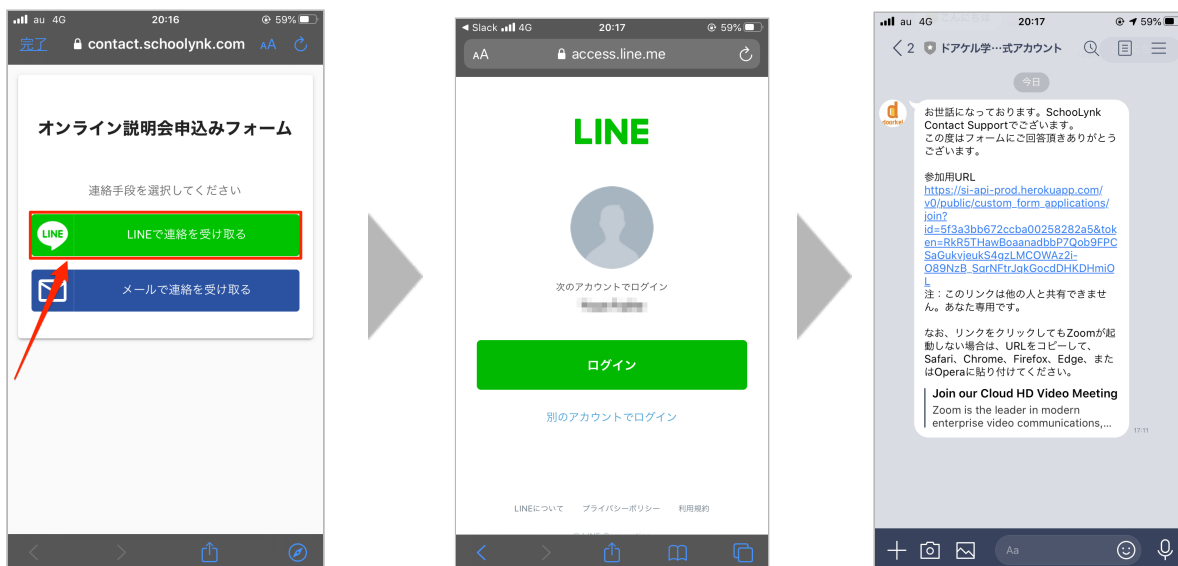 au 4G 20:16 59%
完了 contact.schoolynk.com AA
オンライン説明会申込みフォーム
連絡手段を選択してください
LINE LINEで連絡を受け取る
メールで連絡を受け取る
Slack 4G 20:17 59%
AA access.line.me
LINE
次のアカウントでログイン
ログイン
別のアカウントでログイン
LINEについて プライバシーポリシー 利用規約
au 4G 20:17 59%
2 ドアケル学…式アカウント
今日
お世話になっております。SchooLynk
Contact Supportでございます。
この度はフォームにご回答頂きありがとう
ございます。
参加用URL
https://si-api-prod.herokuapp.com/
v0/public/custom_form_applications/
join?
id=5f3a3bb672ccba00258282a5&tok
en=RkR5THawBoaanadbbP7Qob9FPC
SaGukvjeukS4gzLMCOWAz2i-
O89NzB_SqrNFtrJqkGocdDHKDHmiO
L
注：このリンクは他の人と共有できませ
ん。あなた専用です。
なお、リンクをクリックしてもZoomが起
動しない場合は、URLをコピーして、
Safari、Chrome、Firefox、Edge、また
はOperaに貼り付けてください。
Join our Cloud HD Video Meeting
Zoom is the leader in modern
enterprise video communications,...
17:11
Aa